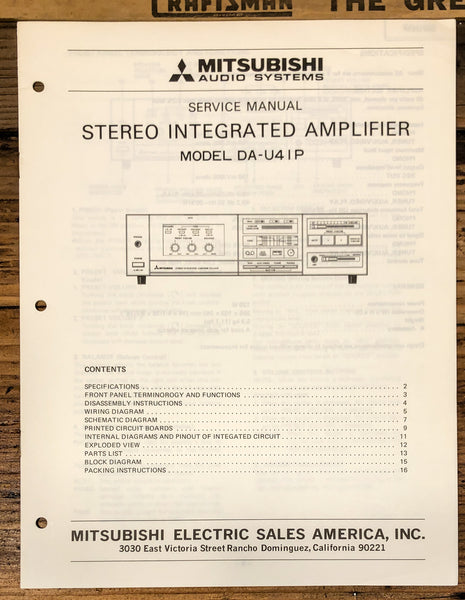 CRAFTSMAN THE GRE
MITSUBISHI
AUDIO SYSTEMS
SERVICE MANUAL
STEREO INTEGRATED AMPLIFIER
MODEL DA-U41P
CONTENTS
SPECIFICATIONS 2
FRONT PANEL TERMINOROGY AND FUNCTIONS 3
DISASSEMBLY INSTRUCTIONS 4
WIRING DIAGRAM 5
SCHEMATIC DIAGRAM 7
PRINTED CIRCUIT BOARDS 9
INTERNAL DIAGRAMS AND PINOUT OF INTEGATED CIRCUIT 11
EXPLODED VIEW 12
PARTS LIST 13
BLOCK DIAGRAM 15
PACKING INSTRUCTIONS 16
MITSUBISHI ELECTRIC SALES AMERICA, INC.
3030 East Victoria Street Rancho Dominguez, California 90221